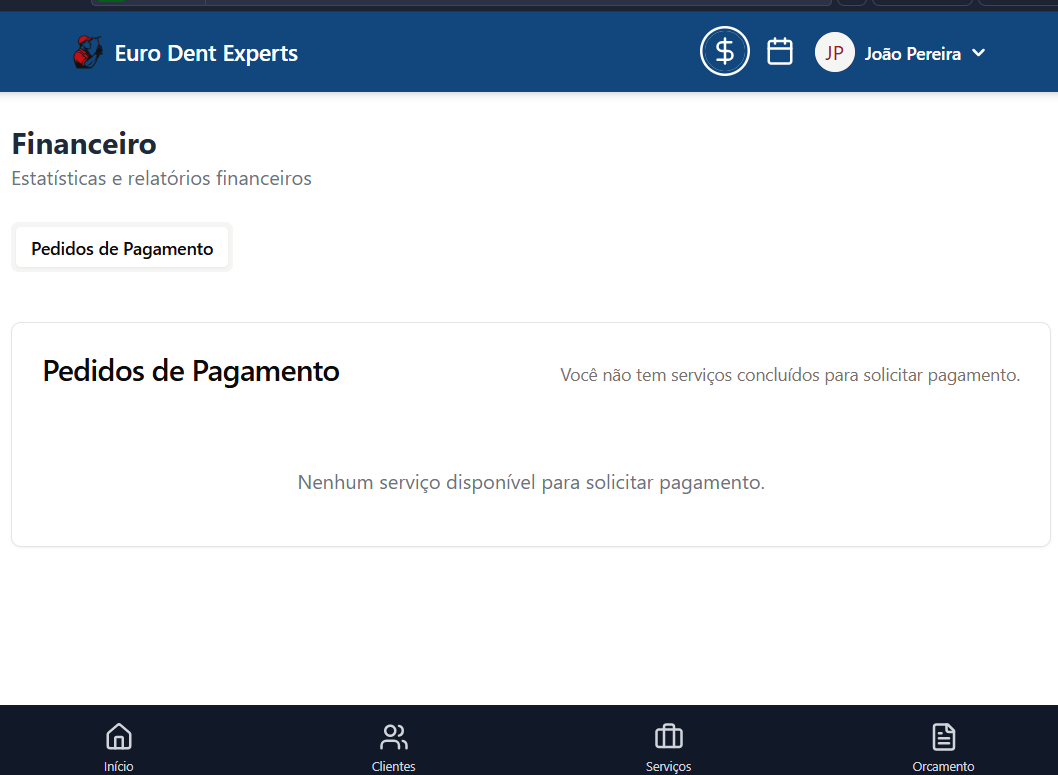 Euro Dent Experts
JP
João Pereira
Financeiro
Estatísticas e relatórios financeiros
Pedidos de Pagamento
Pedidos de Pagamento
Você não tem serviços concluídos para solicitar pagamento.
Nenhum serviço disponível para solicitar pagamento.
Início
Clientes
Serviços
Orcamento